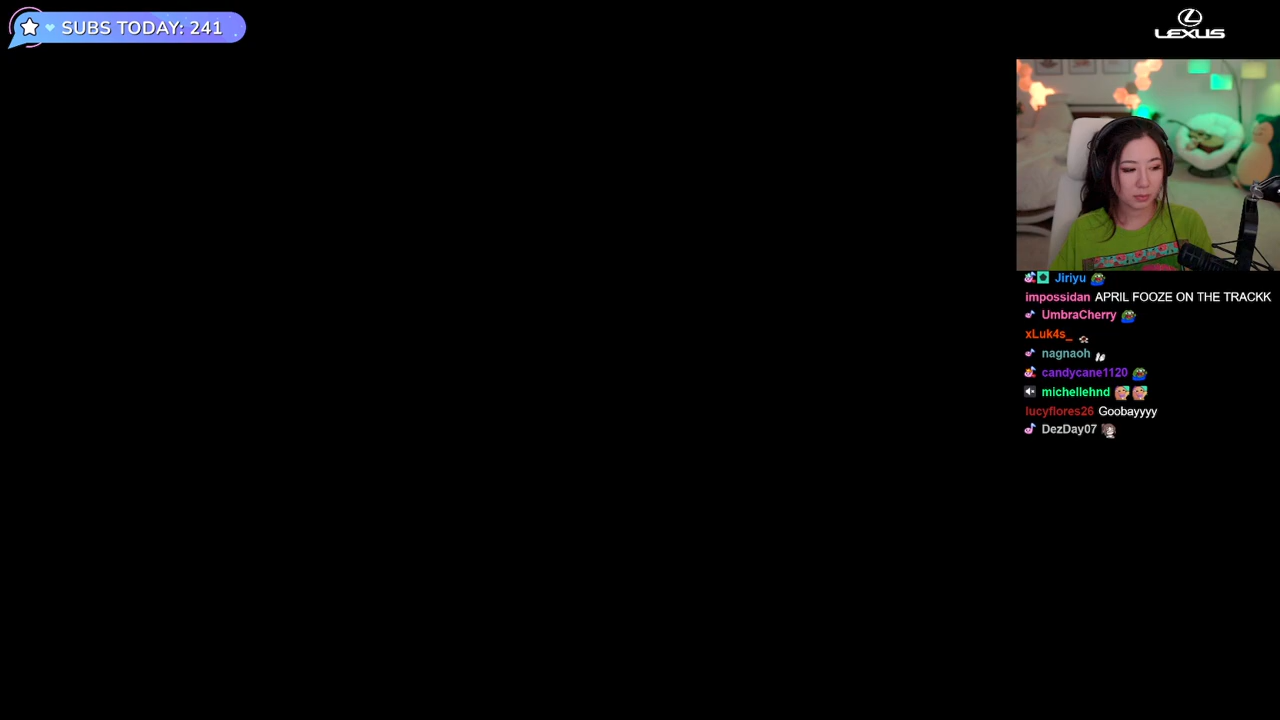 SUBS TODAY: 241
LEXUS
Jiriyu
impossidan APRIL FOOZE ON THE TRACKK
UmbraCherry
xLuk4s_
nagnaoh
candycane1120
michellehnd
lucyflores26 Goobayyyy
DezDay07